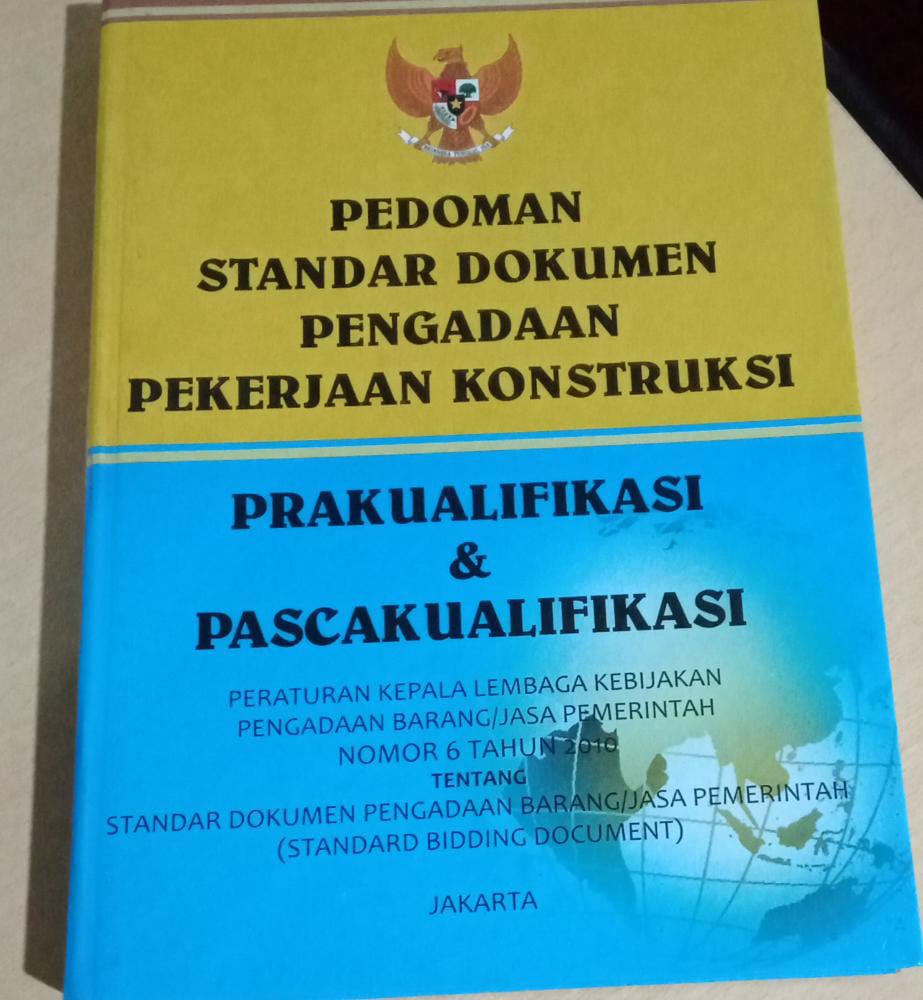 PEDOMAN
STANDAR DOKUMEN
PENGADAAN
PEKERJAAN KONSTRUKSI
PRAKUALIFIKASI
&
PASCAKUALIFIKASI
PERATURAN KEPALA LEMBAGA KEBIJAKAN
PENGADAAN BARANG/JASA PEMERINTAH
NOMOR 6 TAHUN 2010
TENTANG
STANDAR DOKUMEN PENGADAAN BARANG/JASA PEMERINTAH
(STANDARD BIDDING DOCUMENT)
JAKARTA